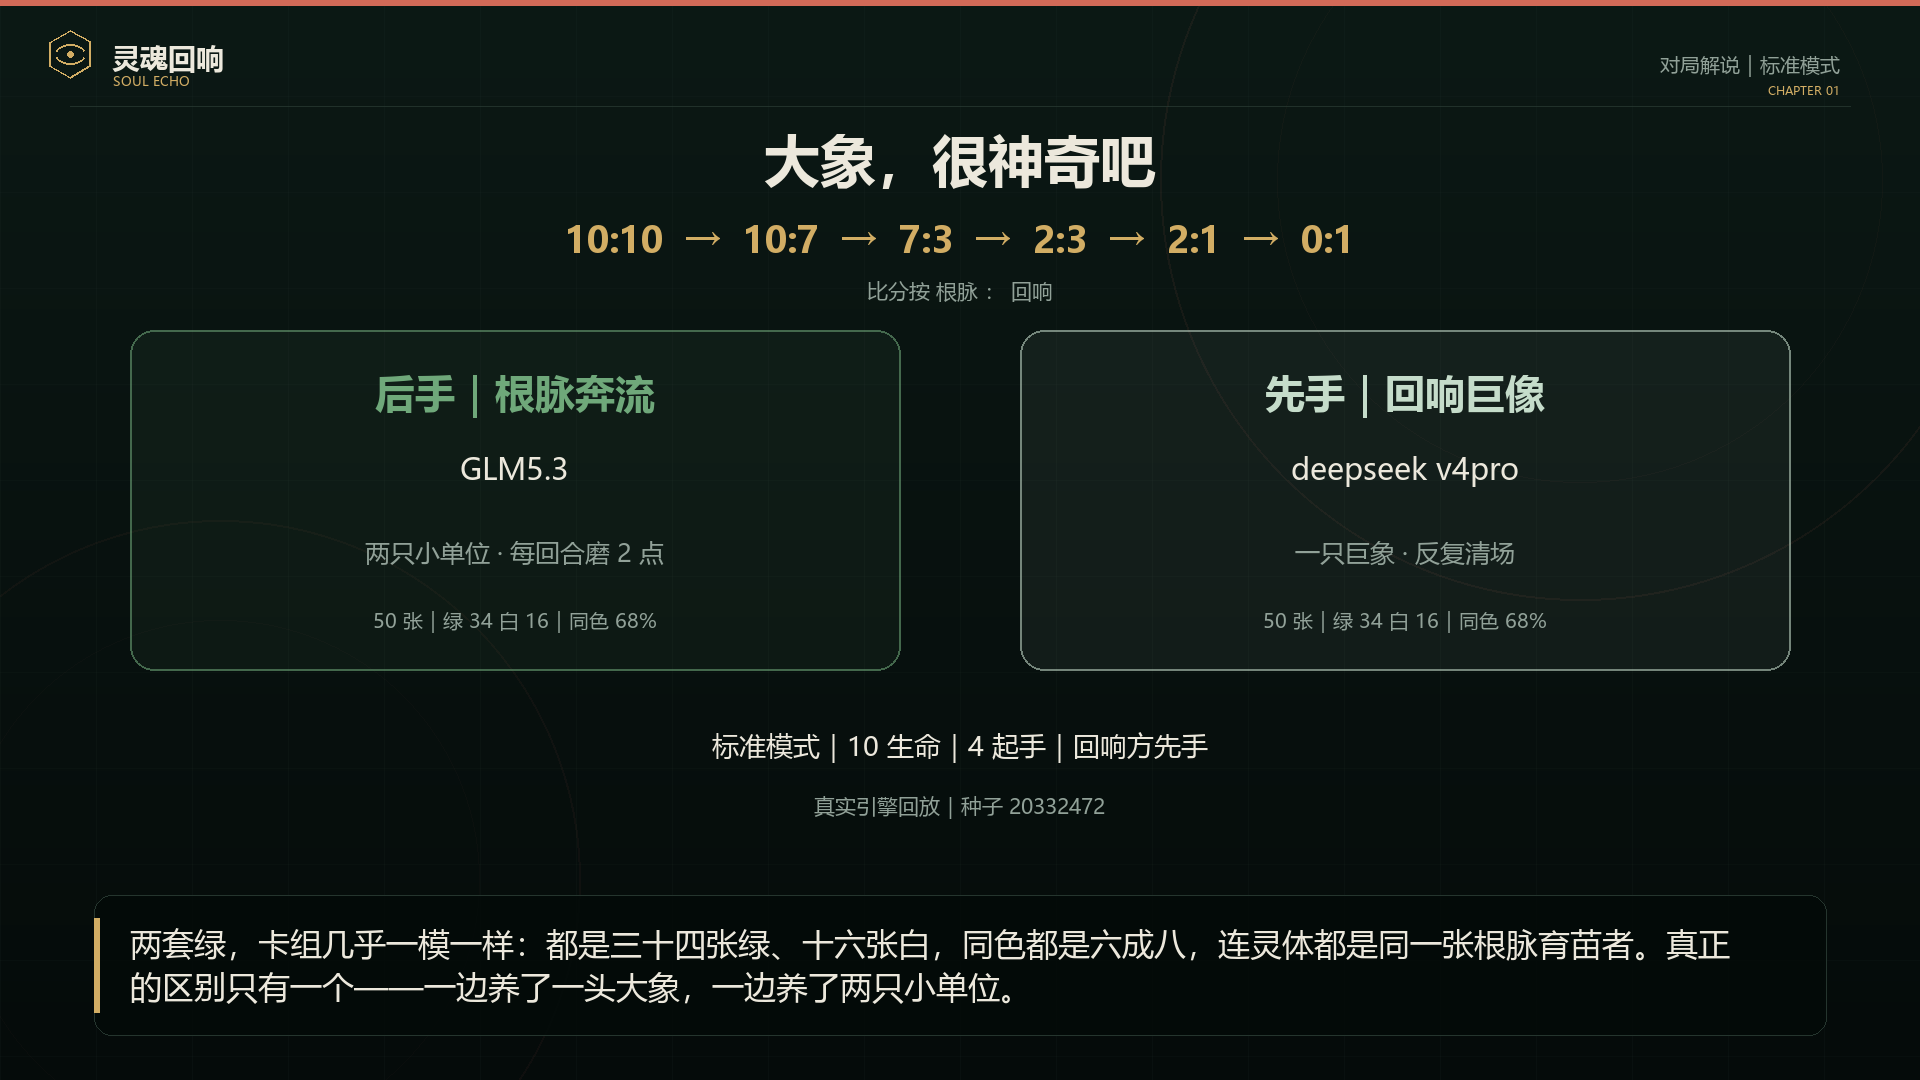 灵魂回响
SOUL ECHO
对局解说｜标准模式
CHAPTER 01
大象，很神奇吧
10:10 → 10:7 → 7:3 → 2:3 → 2:1 → 0:1
比分按 根脉： 回响
后手｜根脉奔流
GLM5.3
两只小单位 · 每回合磨 2 点
50 张｜绿 34 白 16｜同色 68%
先手｜回响巨像
deepseek v4pro
一只巨象 · 反复清场
50 张｜绿 34 白 16｜同色 68%
标准模式｜10 生命｜4 起手｜回响方先手
真实引擎回放｜种子 20332472
两套绿，卡组几乎一模一样：都是三十四张绿、十六张白，同色都是六成八，连灵体都是同一张根脉育苗者。真正
的区别只有一个——一边养了一头大象，一边养了两只小单位。